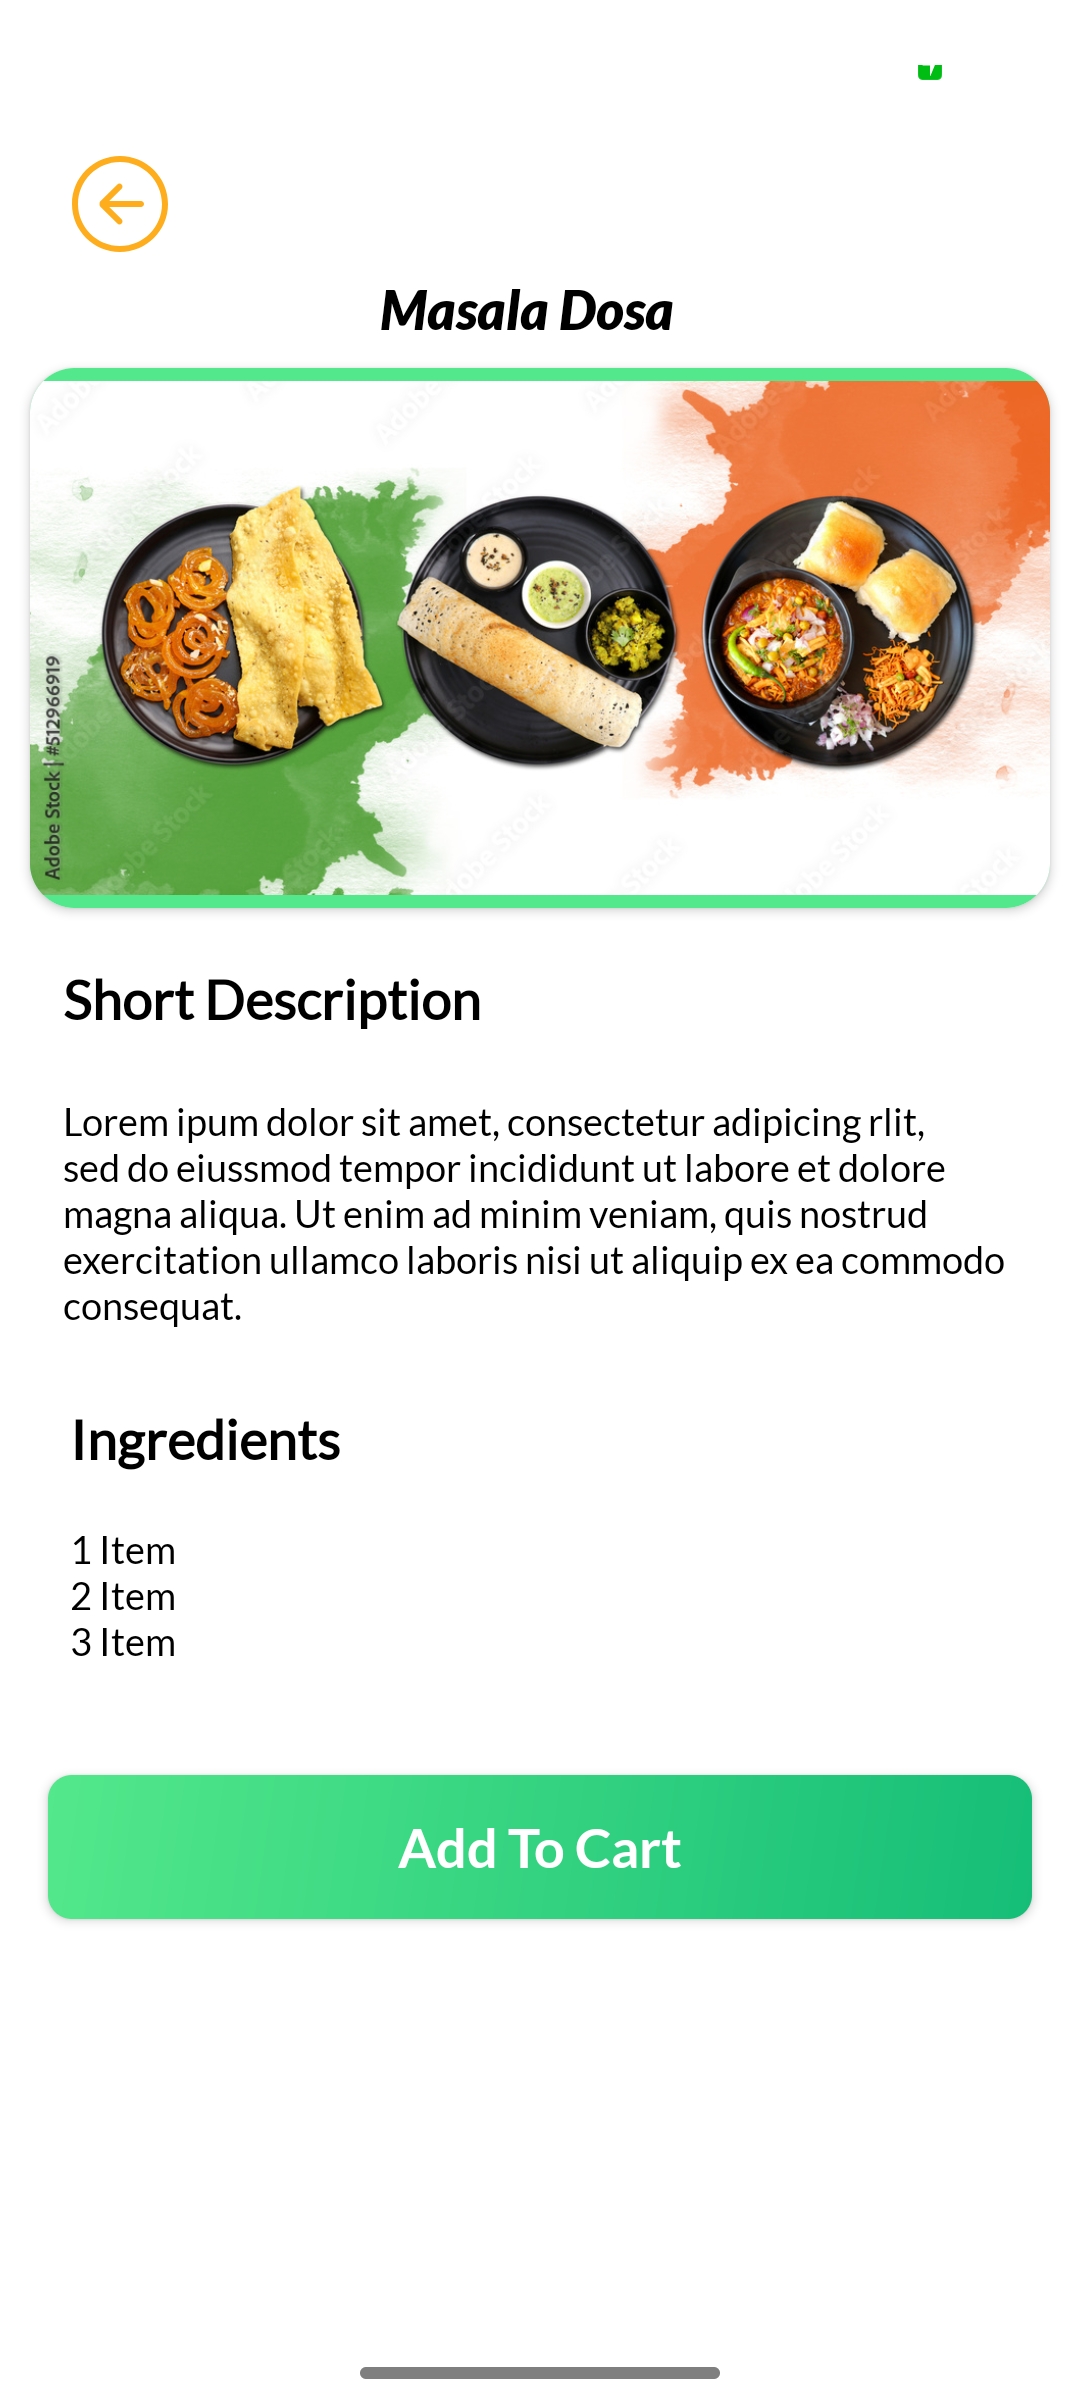 Masala Dosa
Adobe Stock | #512966919
Short Description
Lorem ipum dolor sit amet, consectetur adipicing rlit,
sed do eiussmod tempor incididunt ut labore et dolore
magna aliqua. Ut enim ad minim veniam, quis nostrud
exercitation ullamco laboris nisi ut aliquip ex ea commodo
consequat.
Ingredients
1 Item
2 Item
3 Item
Add To Cart